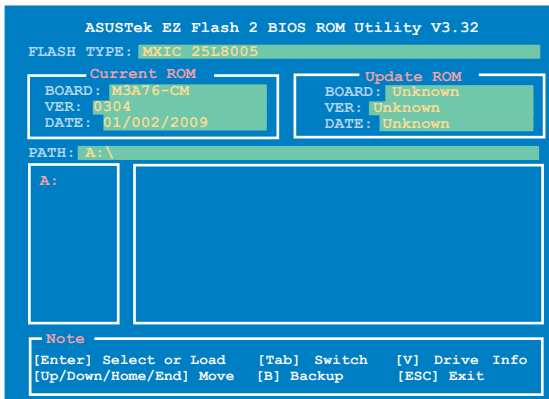 ASUSTek EZ Flash 2 BIOS ROM Utility V3.32
FLASH TYPE: MXIC 25L8005
Current ROM
BOARD: M3A76-CM
VER: 0304
DATE: 01/002/2009
Update ROM
BOARD: Unknown
VER: Unknown
DATE: Unknown
PATH: A:\
A:
Note
[Enter] Select or Load [Tab] Switch [V] Drive Info
[Up/Down/Home/End] Move [B] Backup [ESC] Exit